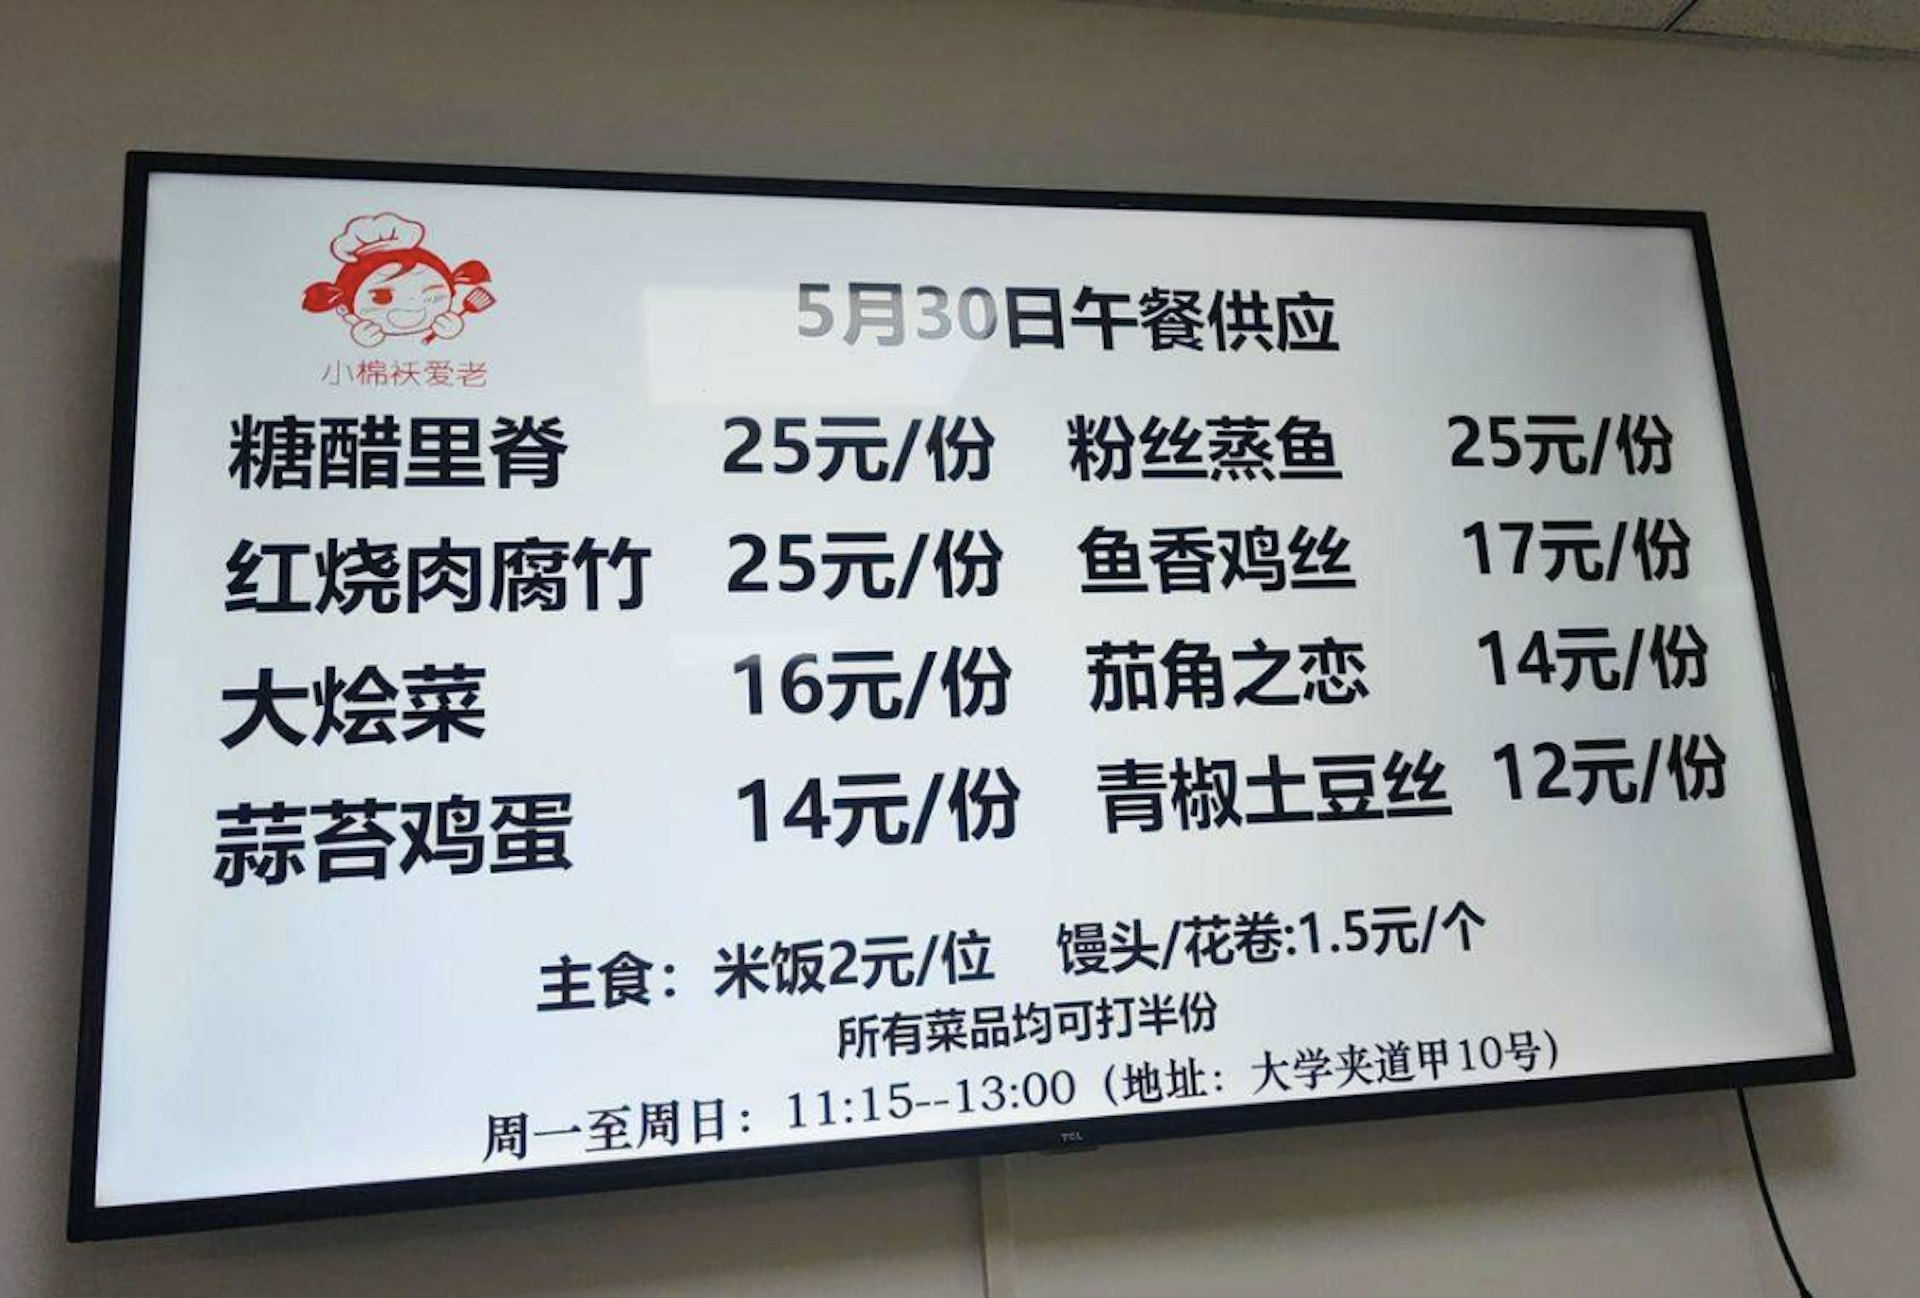 小棉袄爱老
5月30日午餐供应
糖醋里脊 25元/份 粉丝蒸鱼 25元/份
红烧肉腐竹 25元/份 鱼香鸡丝 17元/份
大烩菜 16元/份 茄角之恋 14元/份
蒜苔鸡蛋 14元/份 青椒土豆丝 12元/份
主食：米饭2元/位 馒头/花卷:1.5元/个
所有菜品均可打半份
周一至周日：11:15--13:00（地址：大学夹道甲10号）
TCL